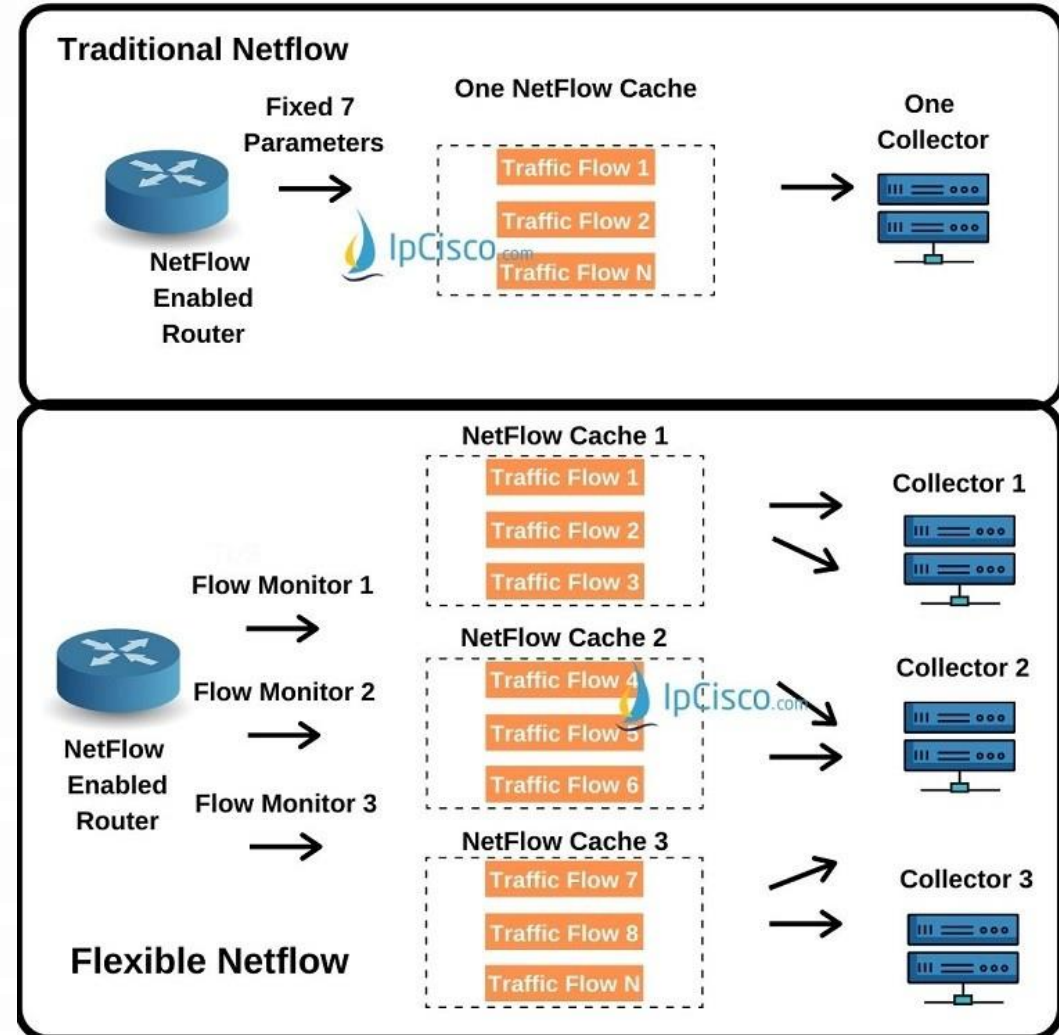 Traditional Netflow
Fixed 7
Parameters
One NetFlow Cache
One
Collector
Traffic Flow 1
Traffic Flow 2
Traffic Flow N
IpCisco.com
NetFlow
Enabled
Router
NetFlow Cache 1
Traffic Flow 1
Traffic Flow 2
Traffic Flow 3
Collector 1
Flow Monitor 1
Flow Monitor 2
Flow Monitor 3
NetFlow
Enabled
Router
NetFlow Cache 2
Traffic Flow 4
Traffic Flow 5
Traffic Flow 6
IpCisco.com
Collector 2
NetFlow Cache 3
Traffic Flow 7
Traffic Flow 8
Traffic Flow N
Collector 3
Flexible Netflow